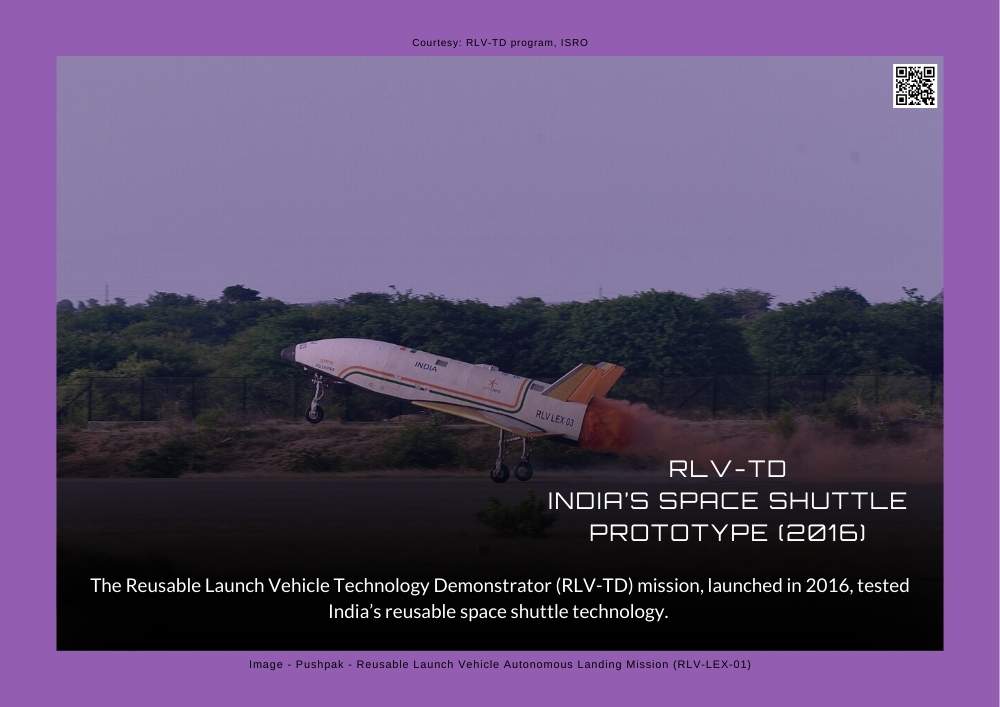 Courtesy: RLV-TD program, ISRO
INDIA
RLV LEX 03
RLV-TD
INDIA'S SPACE SHUTTLE
PROTOTYPE (2016)
The Reusable Launch Vehicle Technology Demonstrator (RLV-TD) mission, launched in 2016, tested
India's reusable space shuttle technology.
Image - Pushpak - Reusable Launch Vehicle Autonomous Landing Mission (RLV-LEX-01)